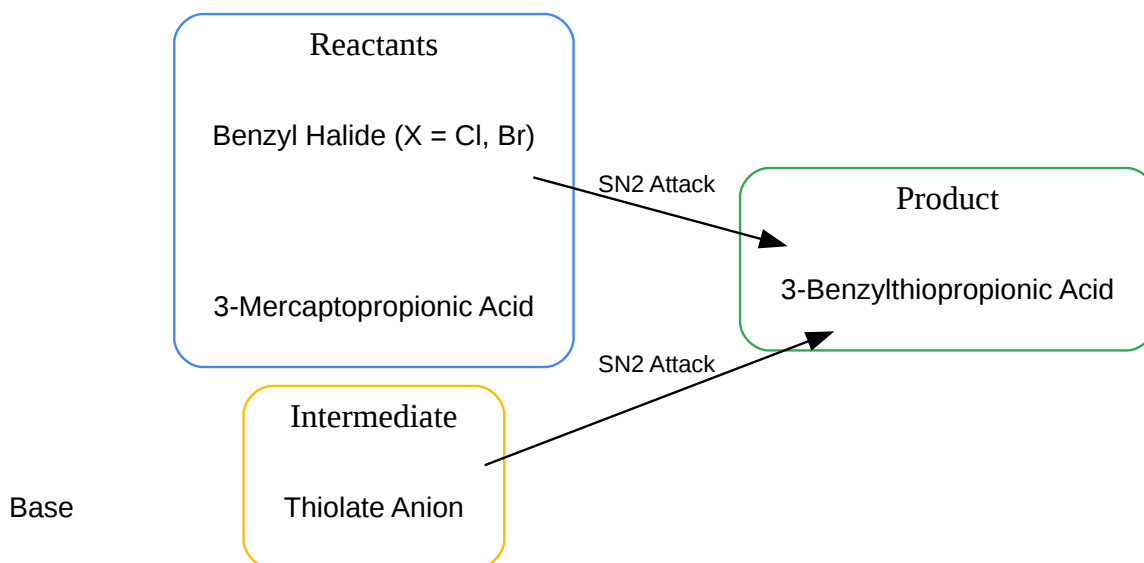 Reactants
Benzyl Halide (X = Cl, Br)
SN2 Attack
Product
3-Benzylthiopropionic Acid
3-Mercaptopropionic Acid
SN2 Attack
Intermediate
Base
Thiolate Anion